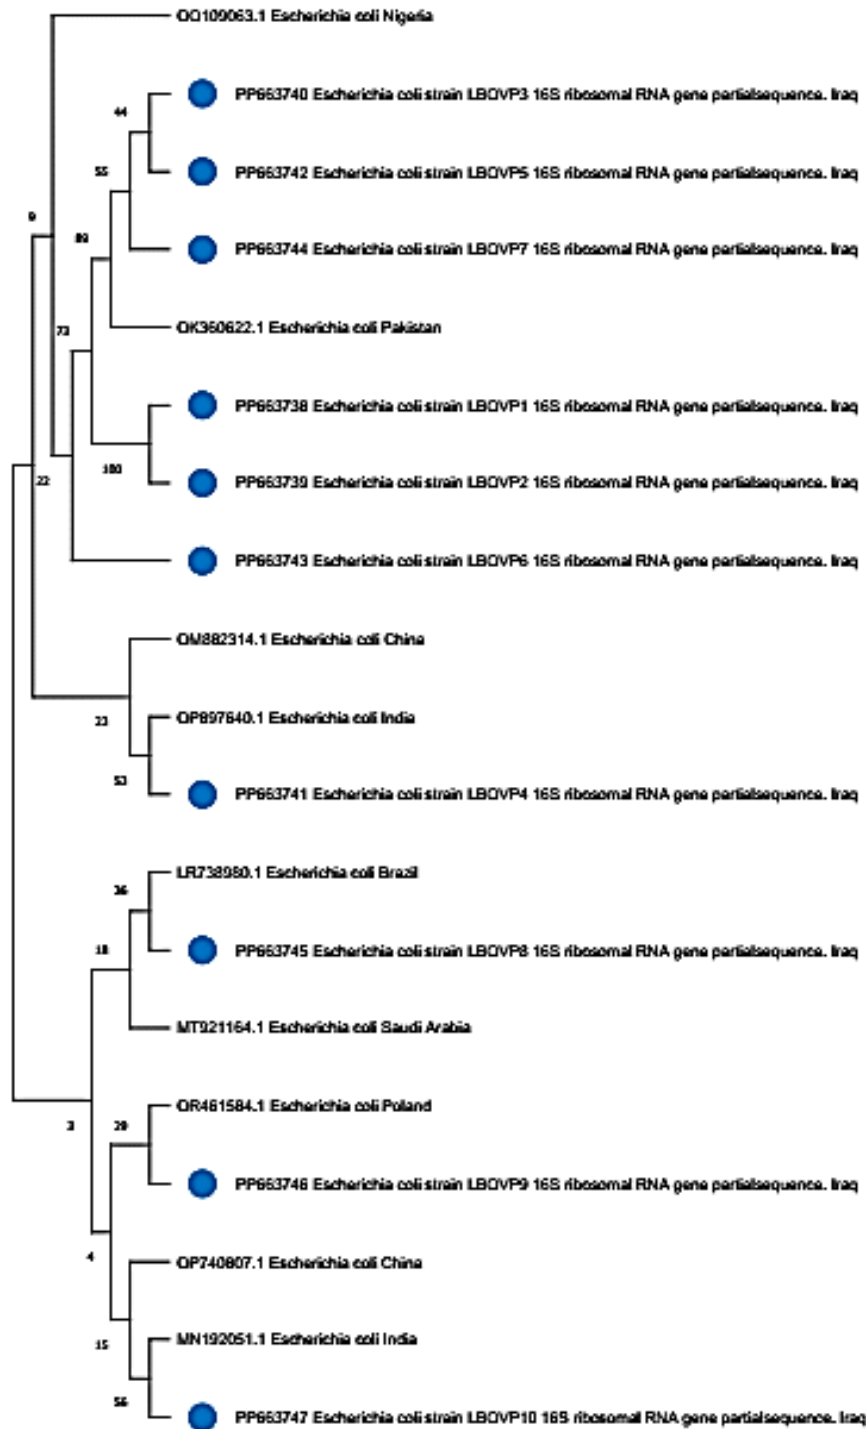 OQ109063.1 Escherichia coli Nigeria
PP663740 Escherichia coli strain LBOVP3 16S ribosomal RNA gene partialsequence. Iraq
44
PP663742 Escherichia coli strain LBOVP5 16S ribosomal RNA gene partialsequence. Iraq
55
9
89
PP663744 Escherichia coli strain LBOVP7 16S ribosomal RNA gene partialsequence. Iraq
OK360622.1 Escherichia coli Pakistan
73
PP663738 Escherichia coli strain LBOVP1 16S ribosomal RNA gene partialsequence. Iraq
100
22
PP663739 Escherichia coli strain LBOVP2 16S ribosomal RNA gene partialsequence. Iraq
PP663743 Escherichia coli strain LBOVP6 16S ribosomal RNA gene partialsequence. Iraq
OM882314.1 Escherichia coli China
OP897640.1 Escherichia coli India
23
53
PP663741 Escherichia coli strain LBOVP4 16S ribosomal RNA gene partialsequence. Iraq
LR738980.1 Escherichia coli Brazil
36
18
PP663745 Escherichia coli strain LBOVP8 16S ribosomal RNA gene partialsequence. Iraq
MT921164.1 Escherichia coli Saudi Arabia
OR461584.1 Escherichia coli Poland
3
29
PP663746 Escherichia coli strain LBOVP9 16S ribosomal RNA gene partialsequence. Iraq
4
OP740807.1 Escherichia coli China
15
MN192051.1 Escherichia coli India
56
PP663747 Escherichia coli strain LBOVP10 16S ribosomal RNA gene partialsequence. Iraq